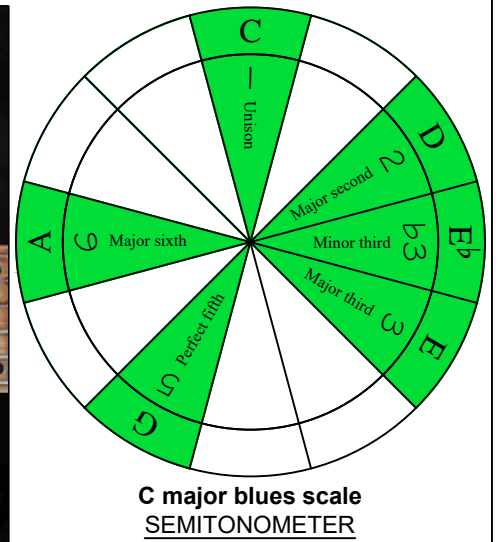 C
1 Unison
D
2 Major second
E♭
♭3 Minor third
E
3 Major third
G
5 Perfect fifth
A
6 Major sixth
C major blues scale
SEMITONOMETER